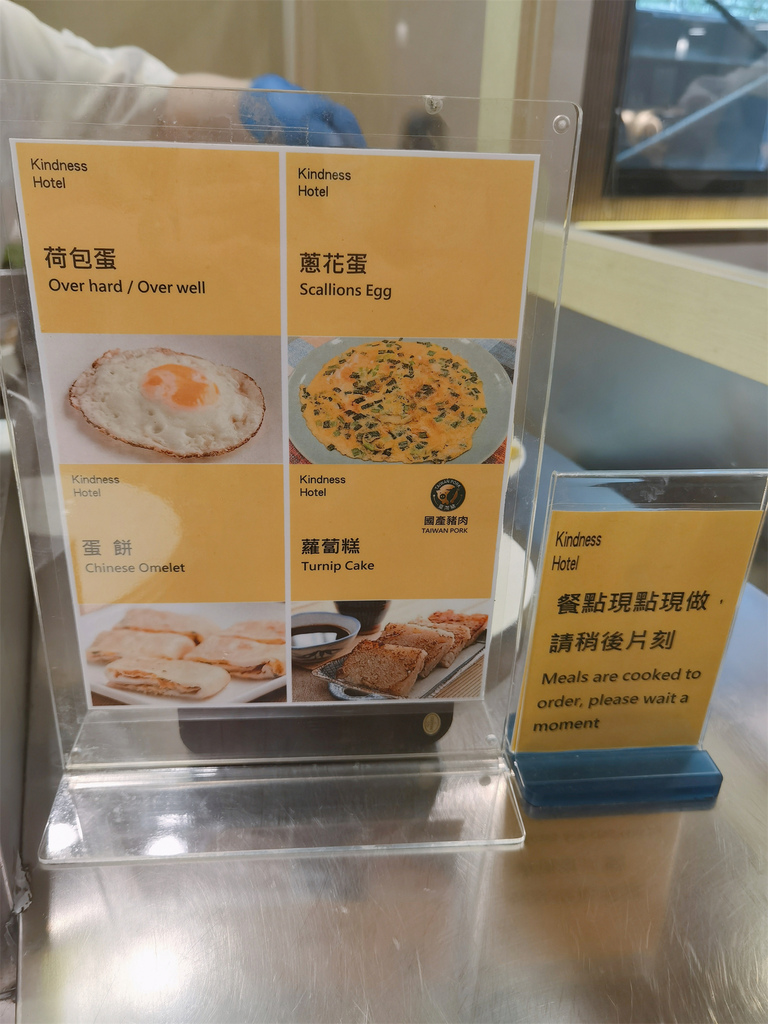 Kindness
Hotel
荷包蛋
Over hard / Over well
Kindness
Hotel
蔥花蛋
Scallions Egg
Kindness
Hotel
蛋餅
Chinese Omelet
Kindness
Hotel
國產豬肉
TAIWAN PORK
蘿蔔糕
Turnip Cake
Kindness
Hotel
餐點現點現做，
請稍後片刻
Meals are cooked to
order, please wait a
moment